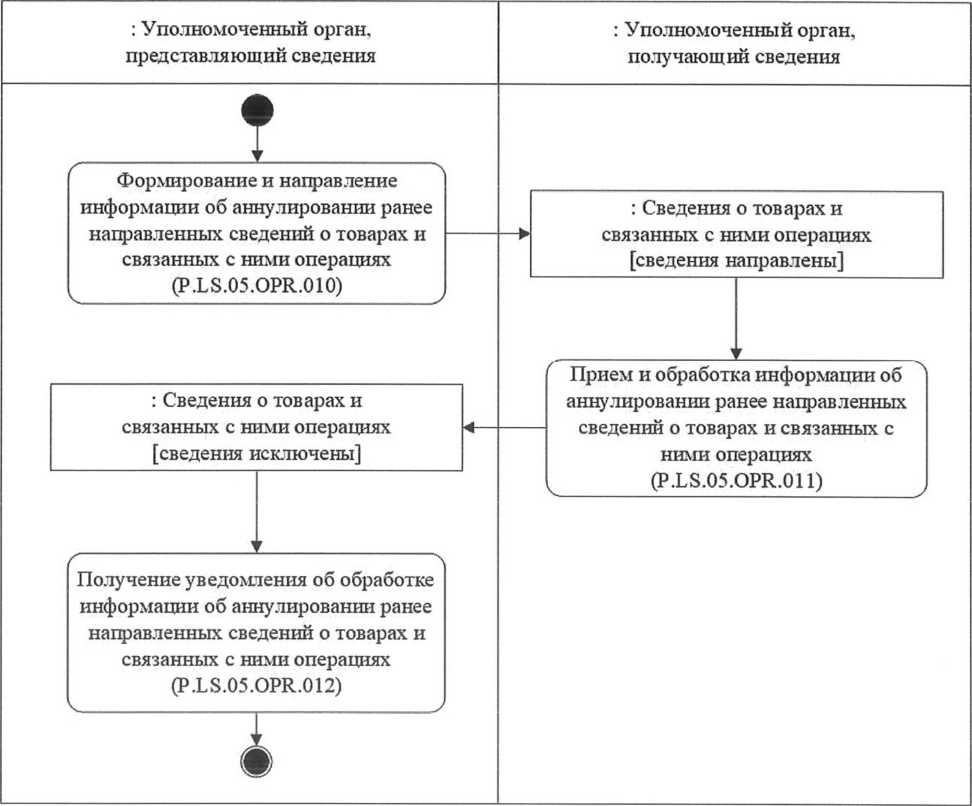 : Уполномоченный орган,
представляющий сведения
: Уполномоченный орган,
получающий сведения
Формирование и направление
информации об аннулировании ранее
направленных сведений о товарах и
связанных с ними операциях
(P.LS.05.OPR.010)
: Сведения о товарах и
связанных с ними операциях
[сведения направлены]
Прием и обработка информации об
аннулировании ранее направленных
сведений о товарах и связанных с
ними операциях
(P.LS.05.OPR.011)
: Сведения о товарах и
связанных с ними операциях
[сведения исключены]
Получение уведомления об обработке
информации об аннулировании ранее
направленных сведений о товарах и
связанных с ними операциях
(P.LS.05.OPR.012)